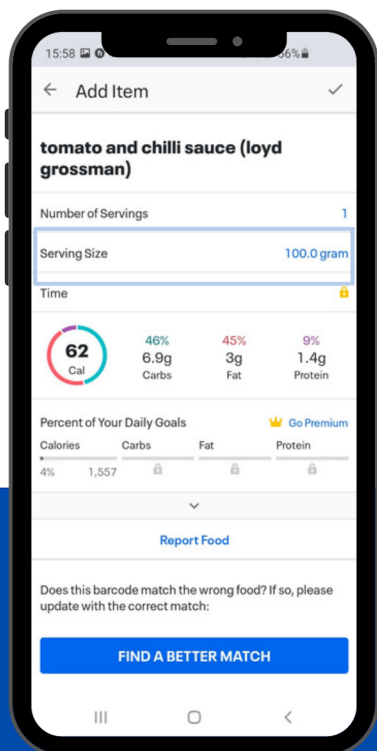 15:58
56%
Add Item
tomato and chilli sauce (loyd
grossman)
Number of Servings 1
Serving Size 100.0 gram
Time
62
Cal
46% 45% 9%
6.9g 3g 1.4g
Carbs Fat Protein
Percent of Your Daily Goals Go Premium
Calories Carbs Fat Protein
4% 1,557
Report Food
Does this barcode match the wrong food? If so, please
update with the correct match:
FIND A BETTER MATCH